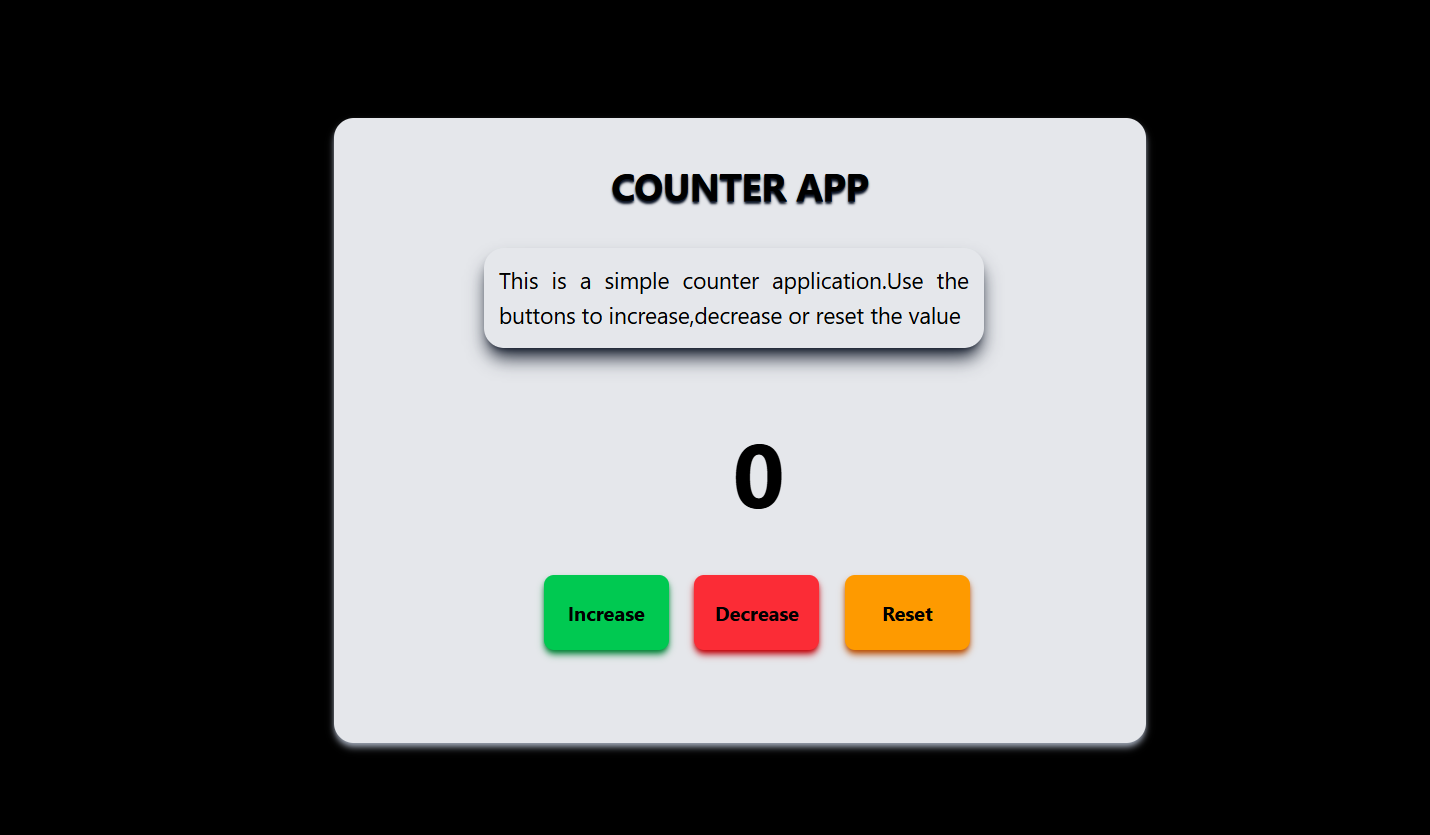 COUNTER APP
This is a simple counter application.Use the
buttons to increase,decrease or reset the value
0
Increase Decrease Reset